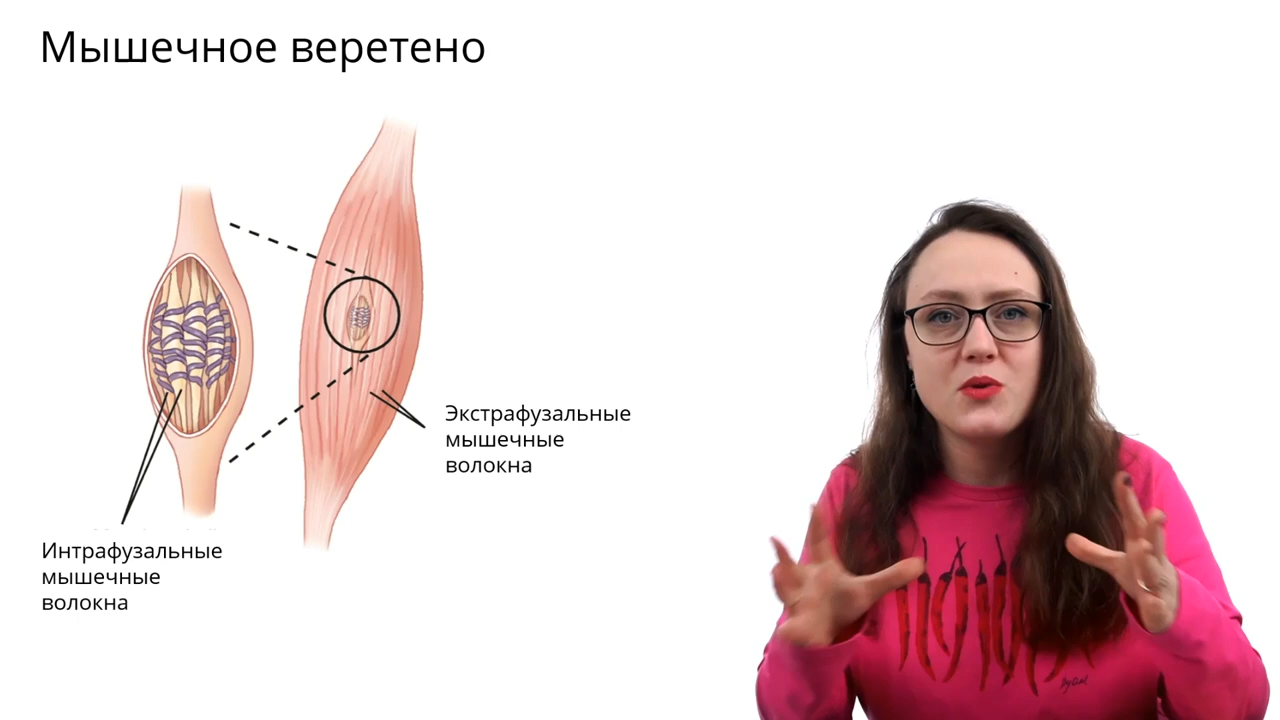 Мышечное веретено
Экстрафузальные
мышечные
волокна
Интрафузальные
мышечные
волокна